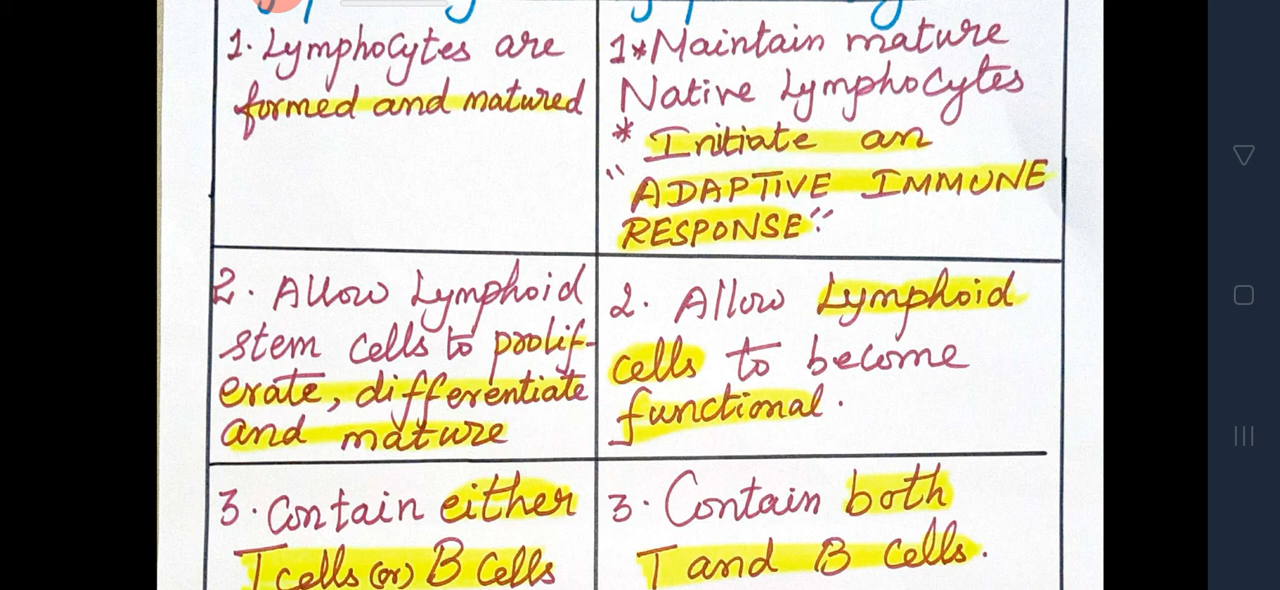 1. Lymphocytes are
formed and matured
1* Maintain mature
Native Lymphocytes
* Initiate an
"ADAPTIVE IMMUNE
RESPONSE"
2. Allow Lymphoid
stem cells to prolif-
erate, differentiate
and mature
2. Allow Lymphoid
cells to become
functional.
3. Contain either
T cells (or) B cells
3. Contain both
T and B cells.